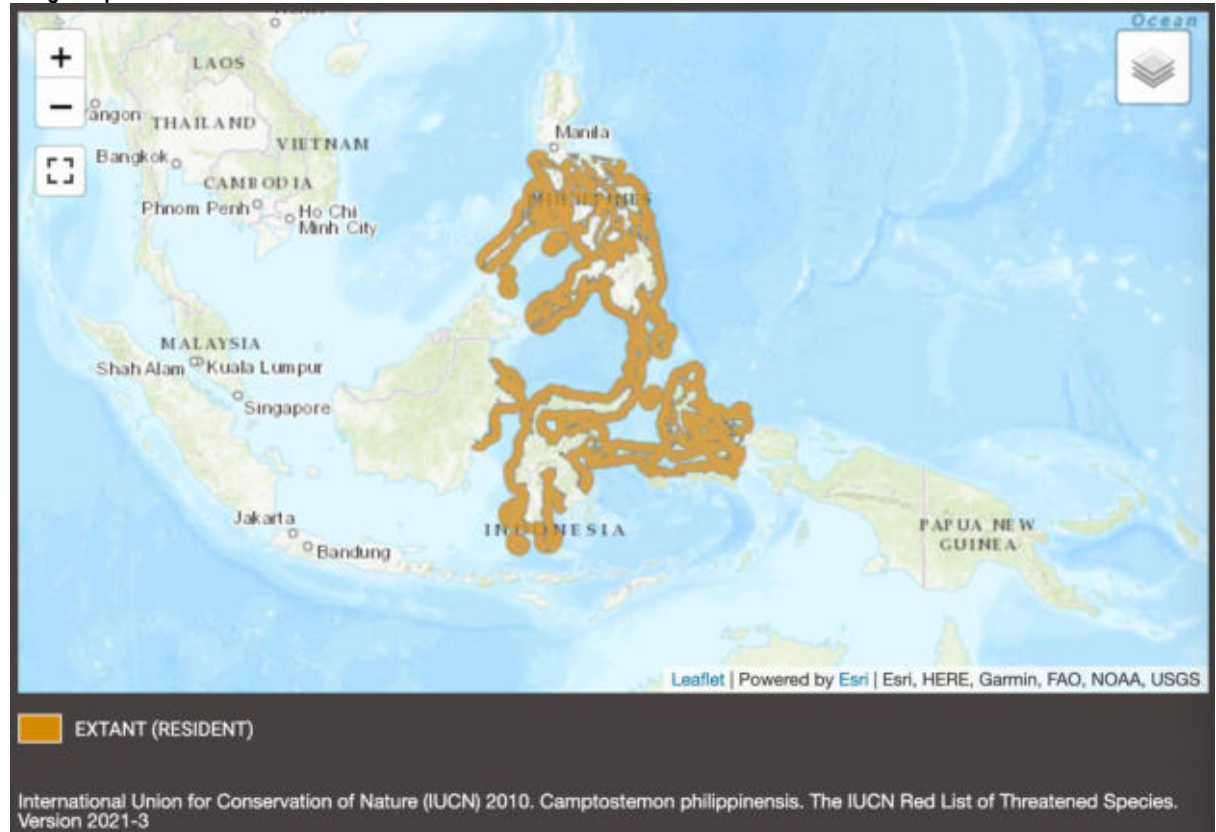 Ocean
+
LAOS
−
angon
THAILAND
Manila
VIETNAM
Bangkok
CAMBODIA
PHILIPPINES
Phnom Penh
Ho Chi
Minh City
MALAYSIA
Shah Alam
Kuala Lumpur
Singapore
Jakarta
INDONESIA
PAPUA NEW
GUINEA
Bandung
Leaflet | Powered by Esri | Esri, HERE, Garmin, FAO, NOAA, USGS
EXTANT (RESIDENT)
International Union for Conservation of Nature (IUCN) 2010. Camptostemon philippinensis. The IUCN Red List of Threatened Species.
Version 2021-3